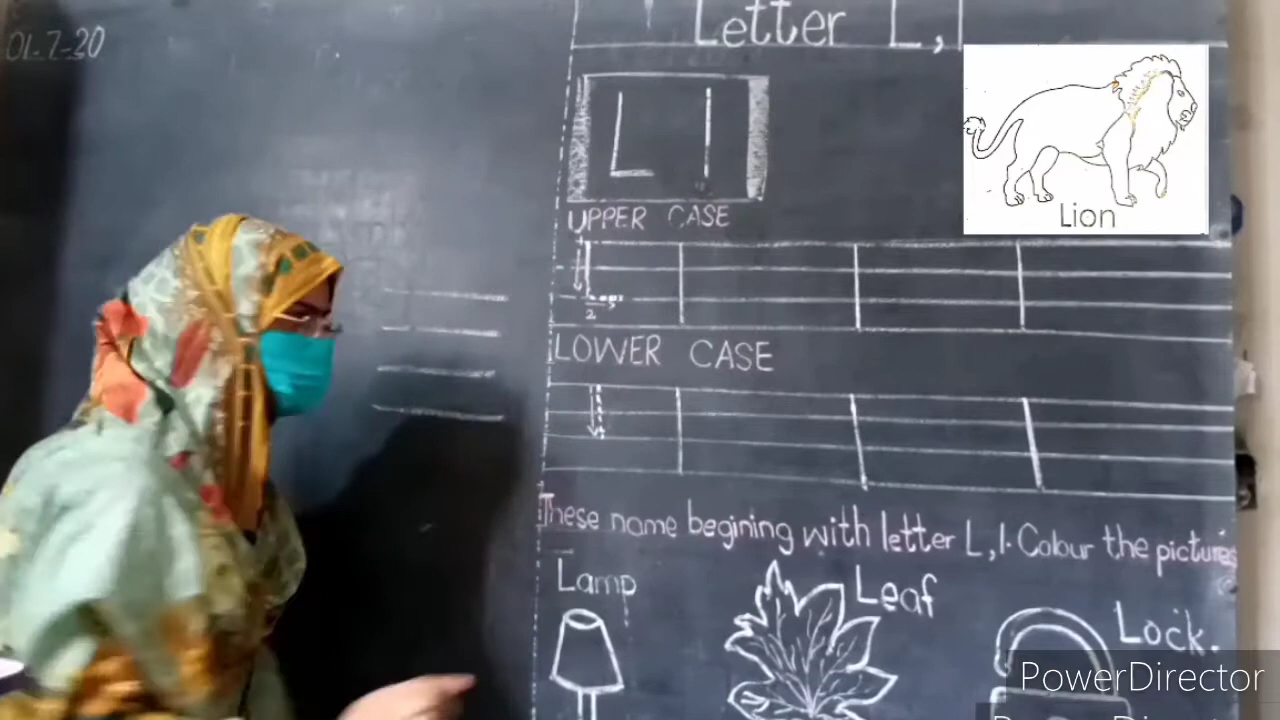 01-7-20
Letter L,l
L l
Lion
UPPER CASE
2
LOWER CASE
These name begining with letter L,l. Colour the pictures
Lamp
Leaf
Lock.
PowerDirector